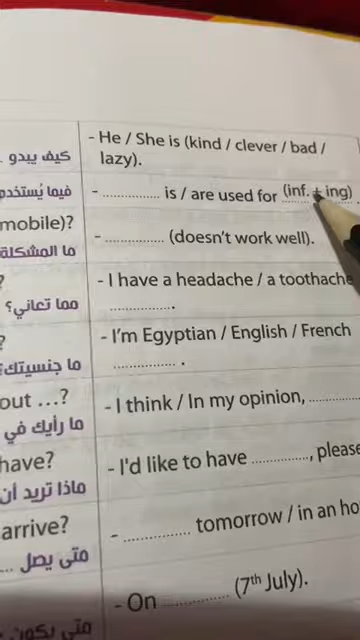 كيف يبدو
- He / She is (kind / clever / bad /
lazy).
فيما يُستخدم
- .................... is / are used for (inf. + ing)
mobile)?
ما المشكلة
- .................... (doesn't work well).
?
مما تعاني؟
- I have a headache / a toothache
.................... .
?
ما جنسيتك؟
- I'm Egyptian / English / French
.................... .
out ...?
ما رأيك في
- I think / In my opinion, ..........
have?
ماذا تريد أن
- I'd like to have .................... , please
arrive?
متى يصل ...
- .................... tomorrow / in an ho
متى يكون
- On .................... (7th July).